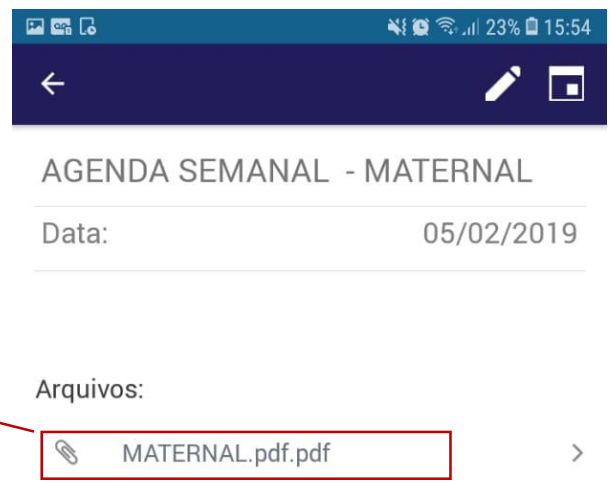 23% 15:54
AGENDA SEMANAL - MATERNAL
Data: 05/02/2019
Arquivos:
MATERNAL.pdf.pdf